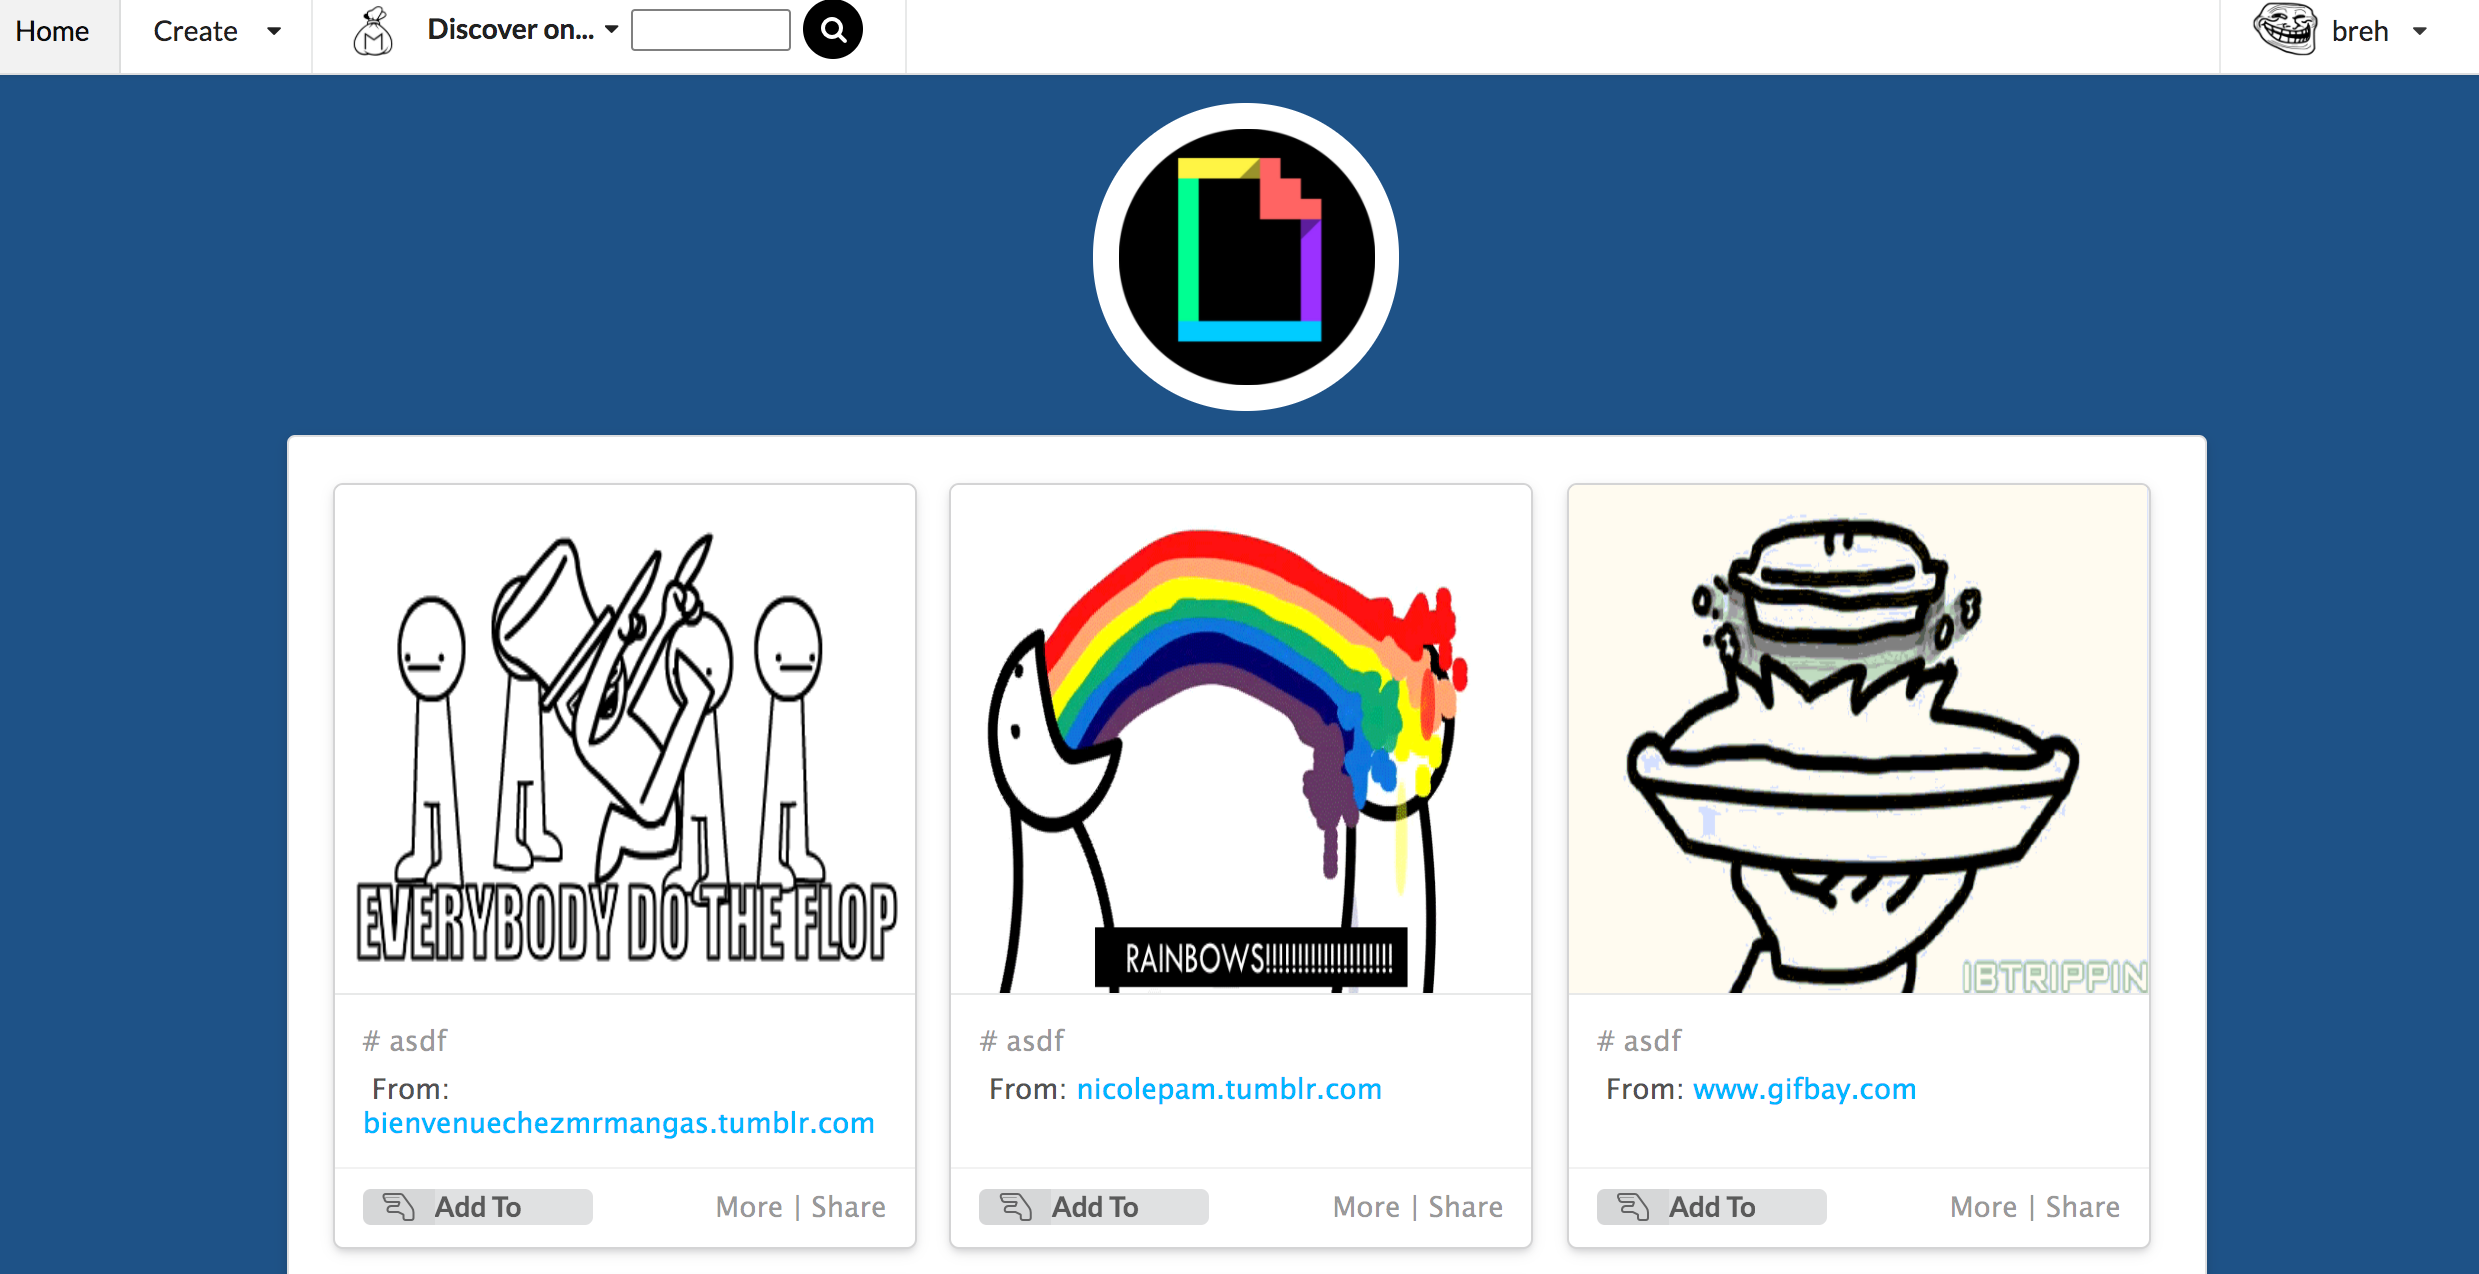 Home
Create
M
Discover on...
breh
EVERYBODY DO THE FLOP
RAINBOWS!!!!!!!!!!!!!!!!!!!!
IBTRIPPIN
# asdf
From:
bienvenuechezmrmangas.tumblr.com
Add To
More | Share
# asdf
From: nicolepam.tumblr.com
Add To
More | Share
# asdf
From: www.gifbay.com
Add To
More | Share